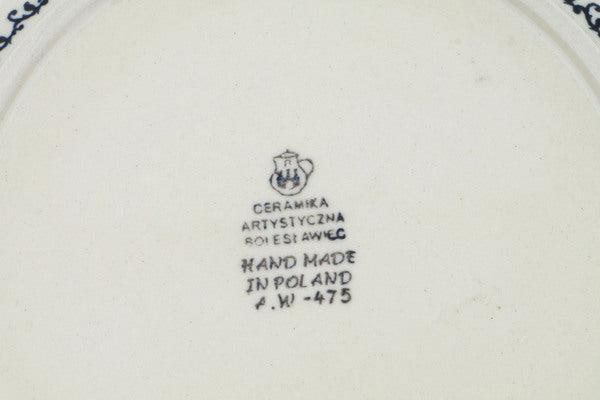 CERAMIKA
ARTYSTYCZNA
BOLESŁAWIEC
HAND MADE
IN POLAND
A.W -475